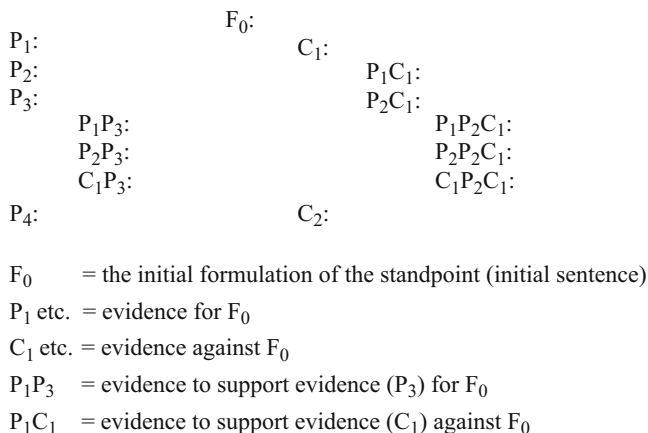 F₀:
P₁: C₁:
P₂: P₁C₁:
P₃: P₂C₁:
P₁P₃: P₁P₂C₁:
P₂P₃: P₂P₂C₁:
C₁P₃: C₁P₂C₁:
P₄: C₂:
F₀ = the initial formulation of the standpoint (initial sentence)
P₁ etc. = evidence for F₀
C₁ etc. = evidence against F₀
P₁P₃ = evidence to support evidence (P₃) for F₀
P₁C₁ = evidence to support evidence (C₁) against F₀